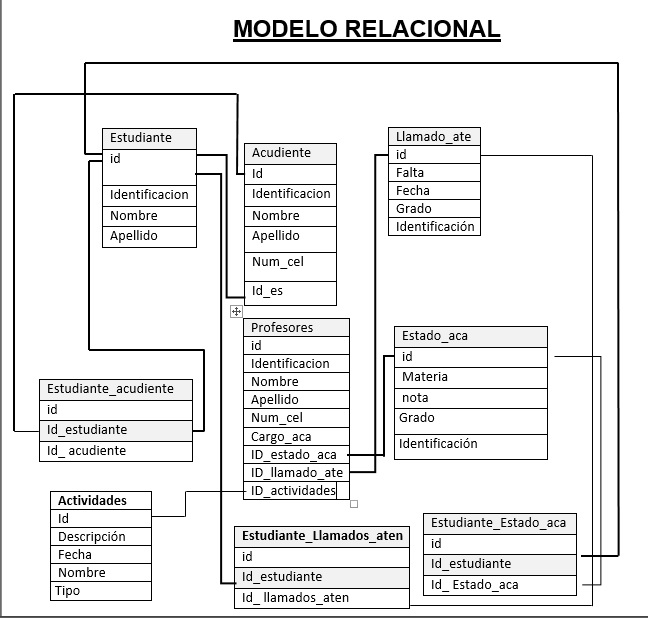 MODELO RELACIONAL
Estudiante
id
Identificacion
Nombre
Apellido
Acudiente
Id
Identificacion
Nombre
Apellido
Num_cel
Id_es
Llamado_ate
id
Falta
Fecha
Grado
Identificación
Profesores
id
Identificacion
Nombre
Apellido
Num_cel
Cargo_aca
ID_estado_aca
ID_llamado_ate
ID_actividades
Estado_aca
id
Materia
nota
Grado
Identificación
Estudiante_acudiente
id
Id_estudiante
Id_ acudiente
Actividades
Id
Descripción
Fecha
Nombre
Tipo
Estudiante_Llamados_aten
id
Id_estudiante
Id_ llamados_aten
Estudiante_Estado_aca
id
Id_estudiante
Id_ Estado_aca